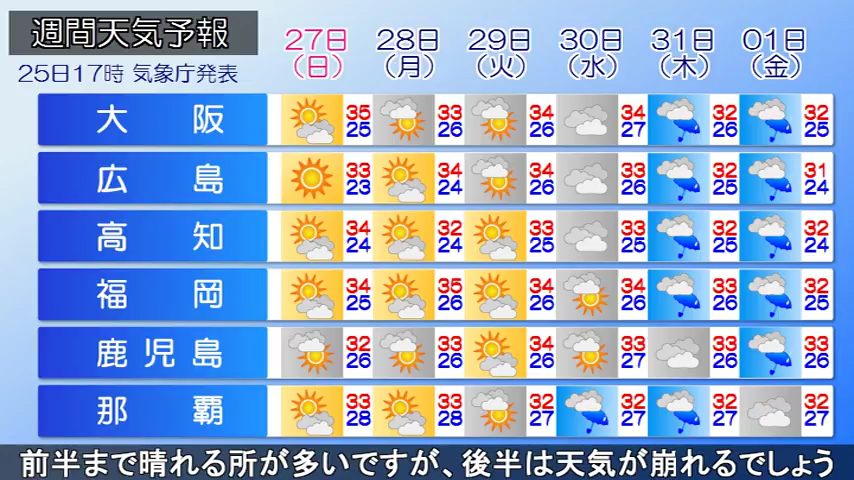 週間天気予報
25日17時 気象庁発表
27日 28日 29日 30日 31日 01日
(日) (月) (火) (水) (木) (金)
大阪 35 25 33 26 34 26 34 27 32 26 32 25
広島 33 23 34 24 34 26 33 26 32 25 31 24
高知 34 24 32 24 33 25 33 25 32 25 32 24
福岡 34 25 35 26 34 26 34 26 33 26 32 25
鹿児島 32 26 33 26 34 26 33 27 33 26 33 26
那覇 33 28 33 28 32 27 32 27 32 27 32 27
前半まで晴れる所が多いですが、後半は天気が崩れるでしょう